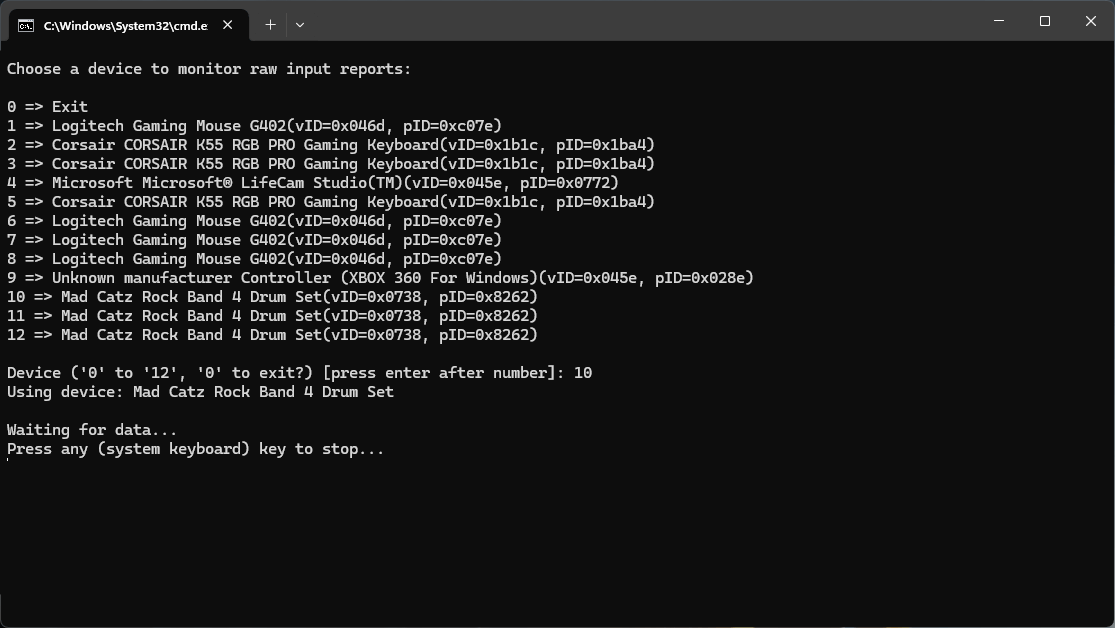 C:\Windows\System32\cmd.e
Choose a device to monitor raw input reports:
0 => Exit
1 => Logitech Gaming Mouse G402(vID=0x046d, pID=0xc07e)
2 => Corsair CORSAIR K55 RGB PRO Gaming Keyboard(vID=0x1b1c, pID=0x1ba4)
3 => Corsair CORSAIR K55 RGB PRO Gaming Keyboard(vID=0x1b1c, pID=0x1ba4)
4 => Microsoft Microsoft® LifeCam Studio(TM)(vID=0x045e, pID=0x0772)
5 => Corsair CORSAIR K55 RGB PRO Gaming Keyboard(vID=0x1b1c, pID=0x1ba4)
6 => Logitech Gaming Mouse G402(vID=0x046d, pID=0xc07e)
7 => Logitech Gaming Mouse G402(vID=0x046d, pID=0xc07e)
8 => Logitech Gaming Mouse G402(vID=0x046d, pID=0xc07e)
9 => Unknown manufacturer Controller (XBOX 360 For Windows)(vID=0x045e, pID=0x028e)
10 => Mad Catz Rock Band 4 Drum Set(vID=0x0738, pID=0x8262)
11 => Mad Catz Rock Band 4 Drum Set(vID=0x0738, pID=0x8262)
12 => Mad Catz Rock Band 4 Drum Set(vID=0x0738, pID=0x8262)
Device ('0' to '12', '0' to exit?) [press enter after number]: 10
Using device: Mad Catz Rock Band 4 Drum Set
Waiting for data...
Press any (system keyboard) key to stop...